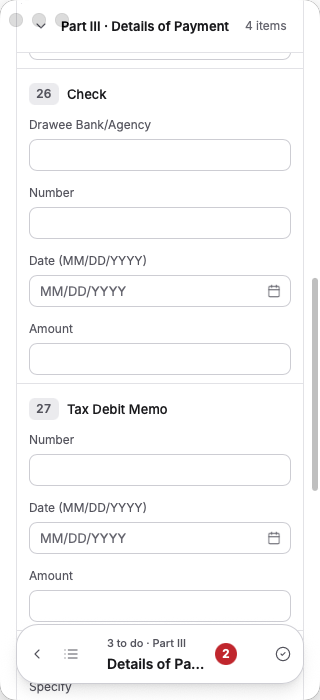 Part III · Details of Payment 4 items
26 Check
Drawee Bank/Agency
Number
Date (MM/DD/YYYY)
MM/DD/YYYY
Amount
27 Tax Debit Memo
Number
Date (MM/DD/YYYY)
MM/DD/YYYY
Amount
3 to do · Part III
Details of Pa... 2
Specify